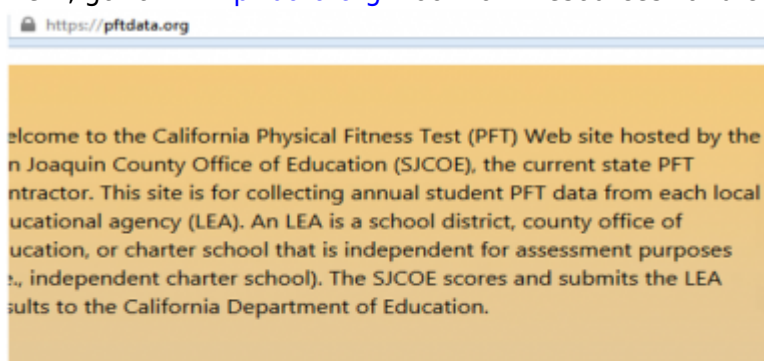 https://pftdata.org
elcome to the California Physical Fitness Test (PFT) Web site hosted by the
n Joaquin County Office of Education (SJCOE), the current state PFT
ntractor. This site is for collecting annual student PFT data from each local
ucational agency (LEA). An LEA is a school district, county office of
ucation, or charter school that is independent for assessment purposes
., independent charter school). The SJCOE scores and submits the LEA
sults to the California Department of Education.